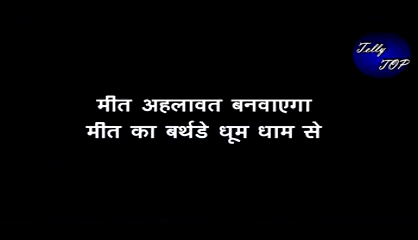 Telly
TOP
मीत अहलावत बनवाएगा
मीत का बर्थडे धूम धाम से